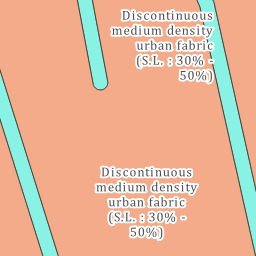 Discontinuous
medium density
urban fabric
(S.L. : 30% -
50%)
Discontinuous
medium density
urban fabric
(S.L. : 30% -
50%)